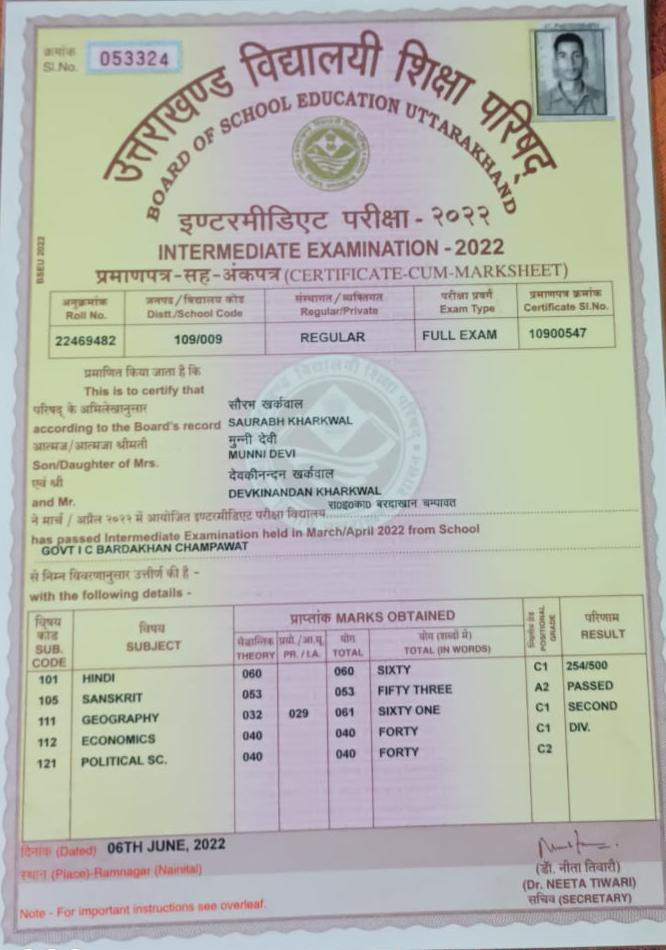 क्रमांक
Sl.No. 053324
उत्तराखण्ड विद्यालयी शिक्षा परिषद्
BOARD OF SCHOOL EDUCATION UTTARAKHAND
इण्टरमीडिएट परीक्षा - २०२२
INTERMEDIATE EXAMINATION - 2022
प्रमाणपत्र-सह-अंकपत्र (CERTIFICATE-CUM-MARKSHEET)
BSEU 2022
अनुक्रमांक जनपद/विद्यालय कोड संस्थागत/व्यक्तिगत परीक्षा प्रवर्ग प्रमाणपत्र क्रमांक
Roll No. Distt./School Code Regular/Private Exam Type Certificate Sl.No.
22469482 109/009 REGULAR FULL EXAM 10900547
प्रमाणित किया जाता है कि
This is to certify that
परिषद् के अभिलेखानुसार सौरभ खर्कवाल
according to the Board's record SAURABH KHARKWAL
आत्मज/आत्मजा श्रीमती मुन्नी देवी
Son/Daughter of Mrs. MUNNI DEVI
एवं श्री देवकीनन्दन खर्कवाल
and Mr. DEVKINANDAN KHARKWAL
ने मार्च / अप्रैल २०२२ में आयोजित इण्टरमीडिएट परीक्षा विद्यालय रा०इ०का० बरदाखान चम्पावत
has passed Intermediate Examination held in March/April 2022 from School
GOVT I C BARDAKHAN CHAMPAWAT
से निम्न विवरणानुसार उत्तीर्ण की है -
with the following details -
विषय कोड विषय प्राप्तांक MARKS OBTAINED परिणाम
SUB. CODE SUBJECT सैद्धान्तिक THEORY PR. / I.A. योग TOTAL योग (शब्दों में) TOTAL (IN WORDS) POSITIONAL GRADE RESULT
101 HINDI 060 060 SIXTY C1 254/500
105 SANSKRIT 053 053 FIFTY THREE A2 PASSED
111 GEOGRAPHY 032 029 061 SIXTY ONE C1 SECOND
112 ECONOMICS 040 040 FORTY C1 DIV.
121 POLITICAL SC. 040 040 FORTY C2
दिनांक (Dated) 06TH JUNE, 2022
स्थान (Place)-Ramnagar (Nainital)
(डॉ. नीता तिवारी)
(Dr. NEETA TIWARI)
सचिव (SECRETARY)
Note - For important instructions see overleaf.